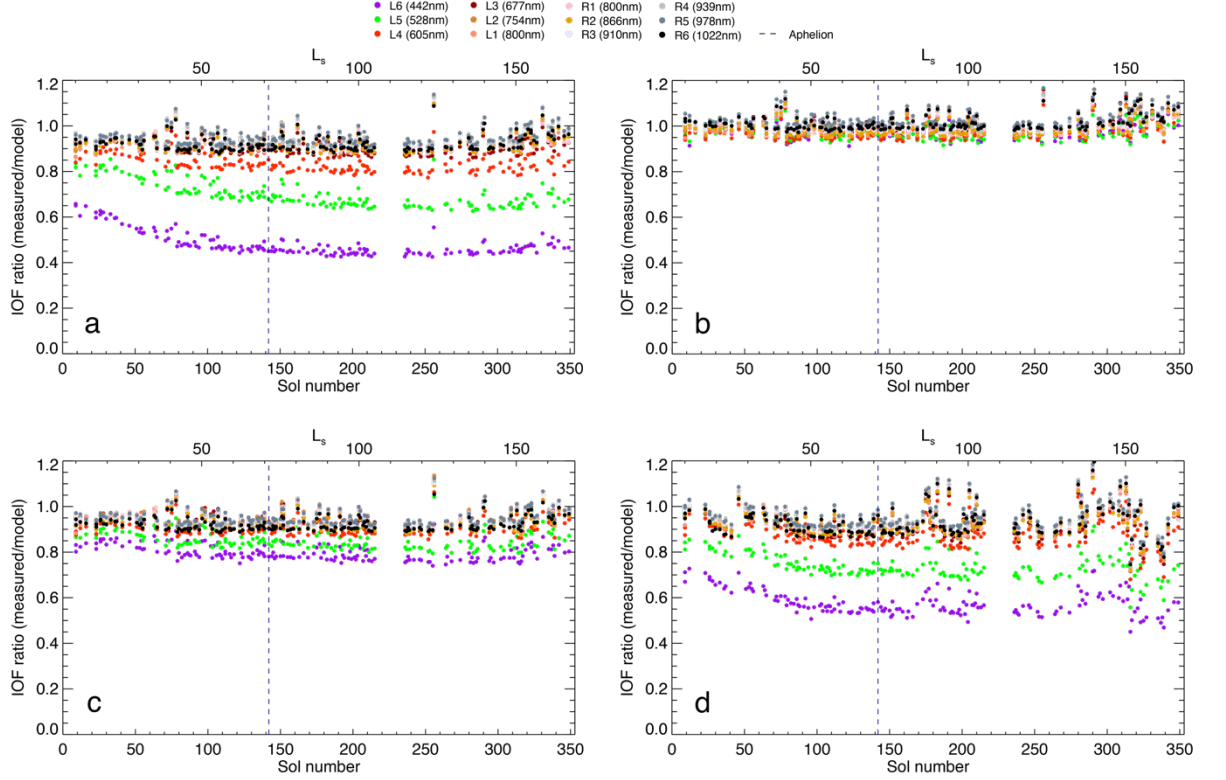 L6 (442nm) L3 (677nm) R1 (800nm) R4 (939nm)
L5 (528nm) L2 (754nm) R2 (866nm) R5 (978nm)
L4 (605nm) L1 (800nm) R3 (910nm) R6 (1022nm) Aphelion
Ls
50 100 150
IOF ratio (measured/model)
1.2
1.0
0.8
0.6
0.4
0.2
0.0
a
0 50 100 150 200 250 300 350
Sol number
Ls
50 100 150
IOF ratio (measured/model)
1.2
1.0
0.8
0.6
0.4
0.2
0.0
b
0 50 100 150 200 250 300 350
Sol number
Ls
50 100 150
IOF ratio (measured/model)
1.2
1.0
0.8
0.6
0.4
0.2
0.0
c
0 50 100 150 200 250 300 350
Sol number
Ls
50 100 150
IOF ratio (measured/model)
1.2
1.0
0.8
0.6
0.4
0.2
0.0
d
0 50 100 150 200 250 300 350
Sol number